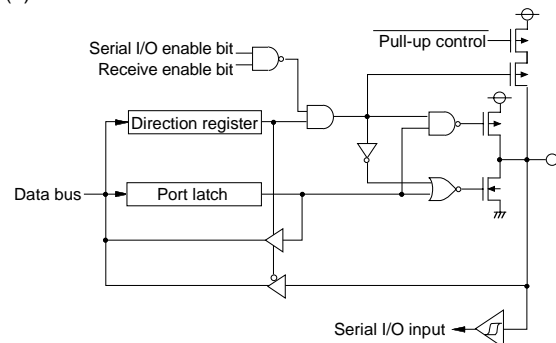 Serial I/O enable bit
Receive enable bit
Pull-up control
Direction register
Data bus
Port latch
Serial I/O input